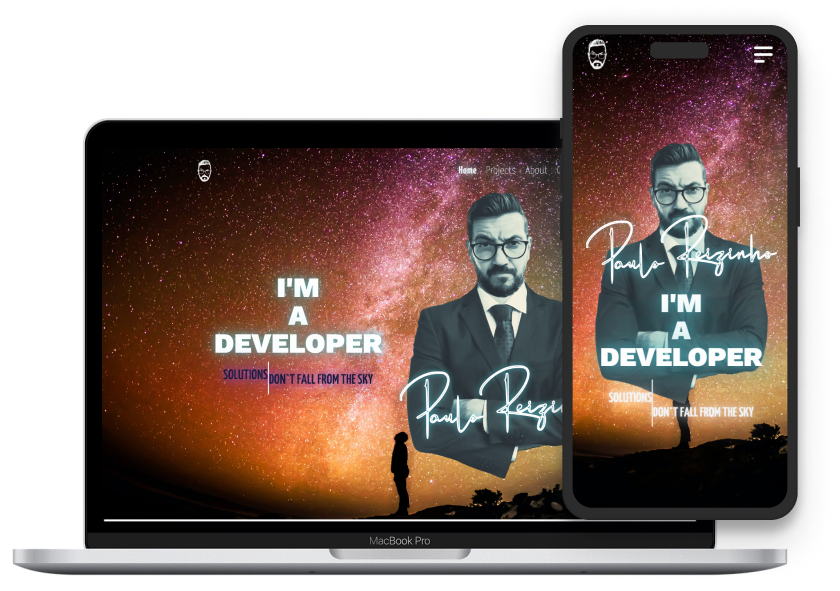 Home Projects About
I'M
A
DEVELOPER
SOLUTIONS
DON`T FALL FROM THE SKY
Paulo Reizi
MacBook Pro
Paulo Reizinho
I'M
A
DEVELOPER
SOLUTIONS
DON`T FALL FROM THE SKY